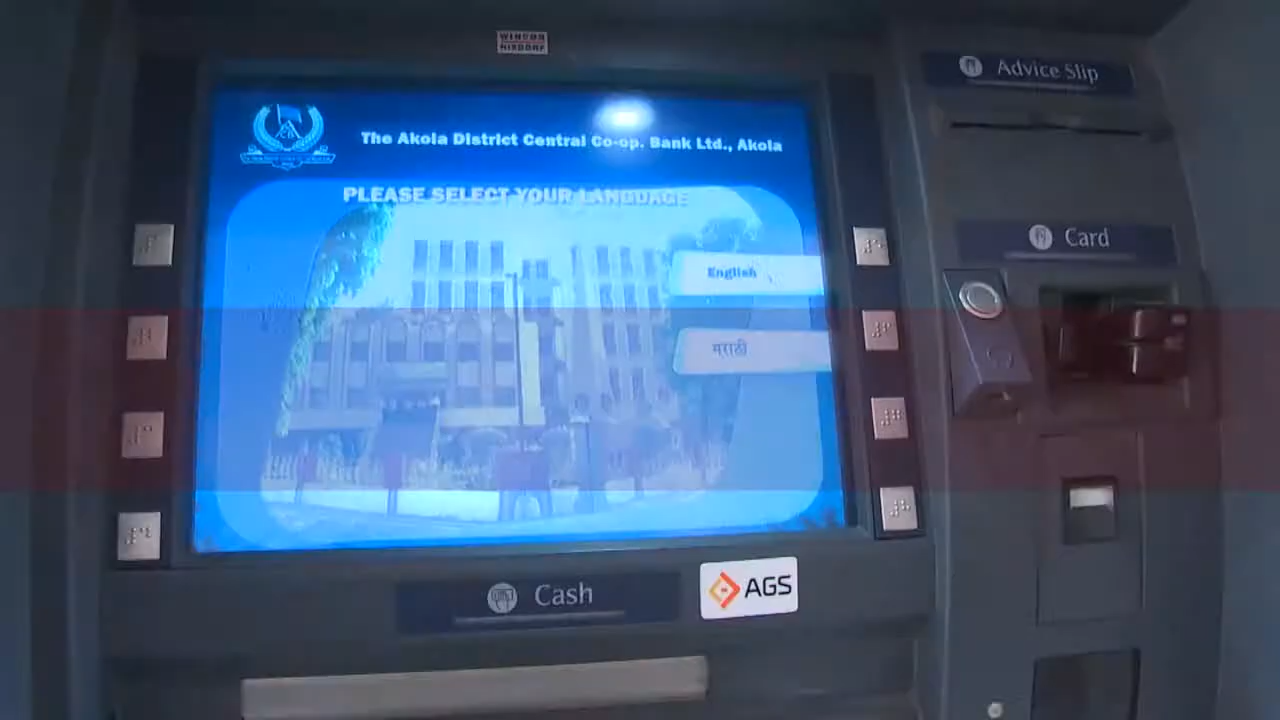 WINCOR
NIXDORF
Advice Slip
The Akola District Central Co-op. Bank Ltd., Akola
PLEASE SELECT YOUR LANGUAGE
Card
English
मराठी
Cash
AGS